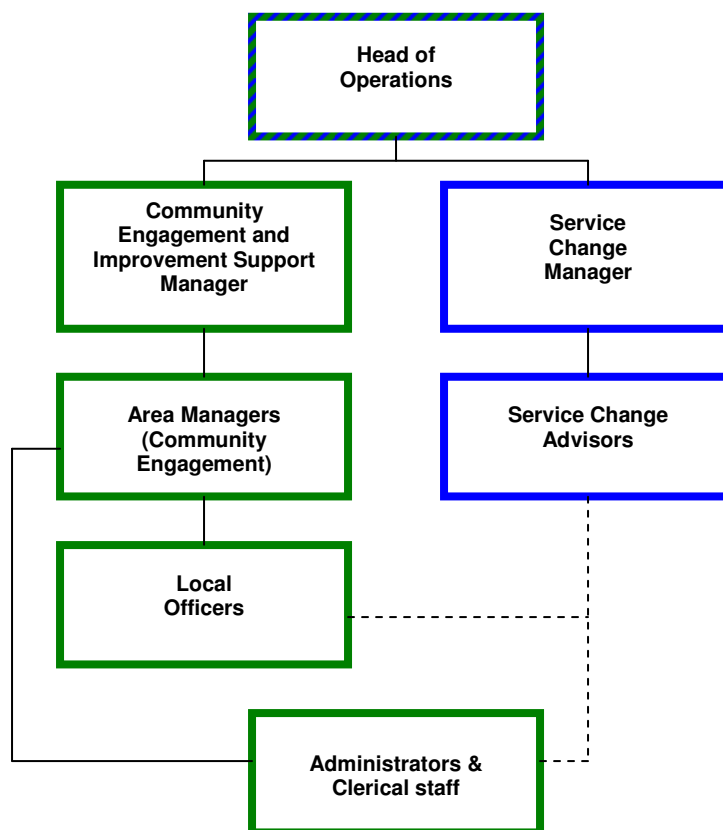 Head of
Operations
Community
Engagement and
Improvement Support
Manager
Service
Change
Manager
Area Managers
(Community
Engagement)
Service Change
Advisors
Local
Officers
Administrators &
Clerical staff